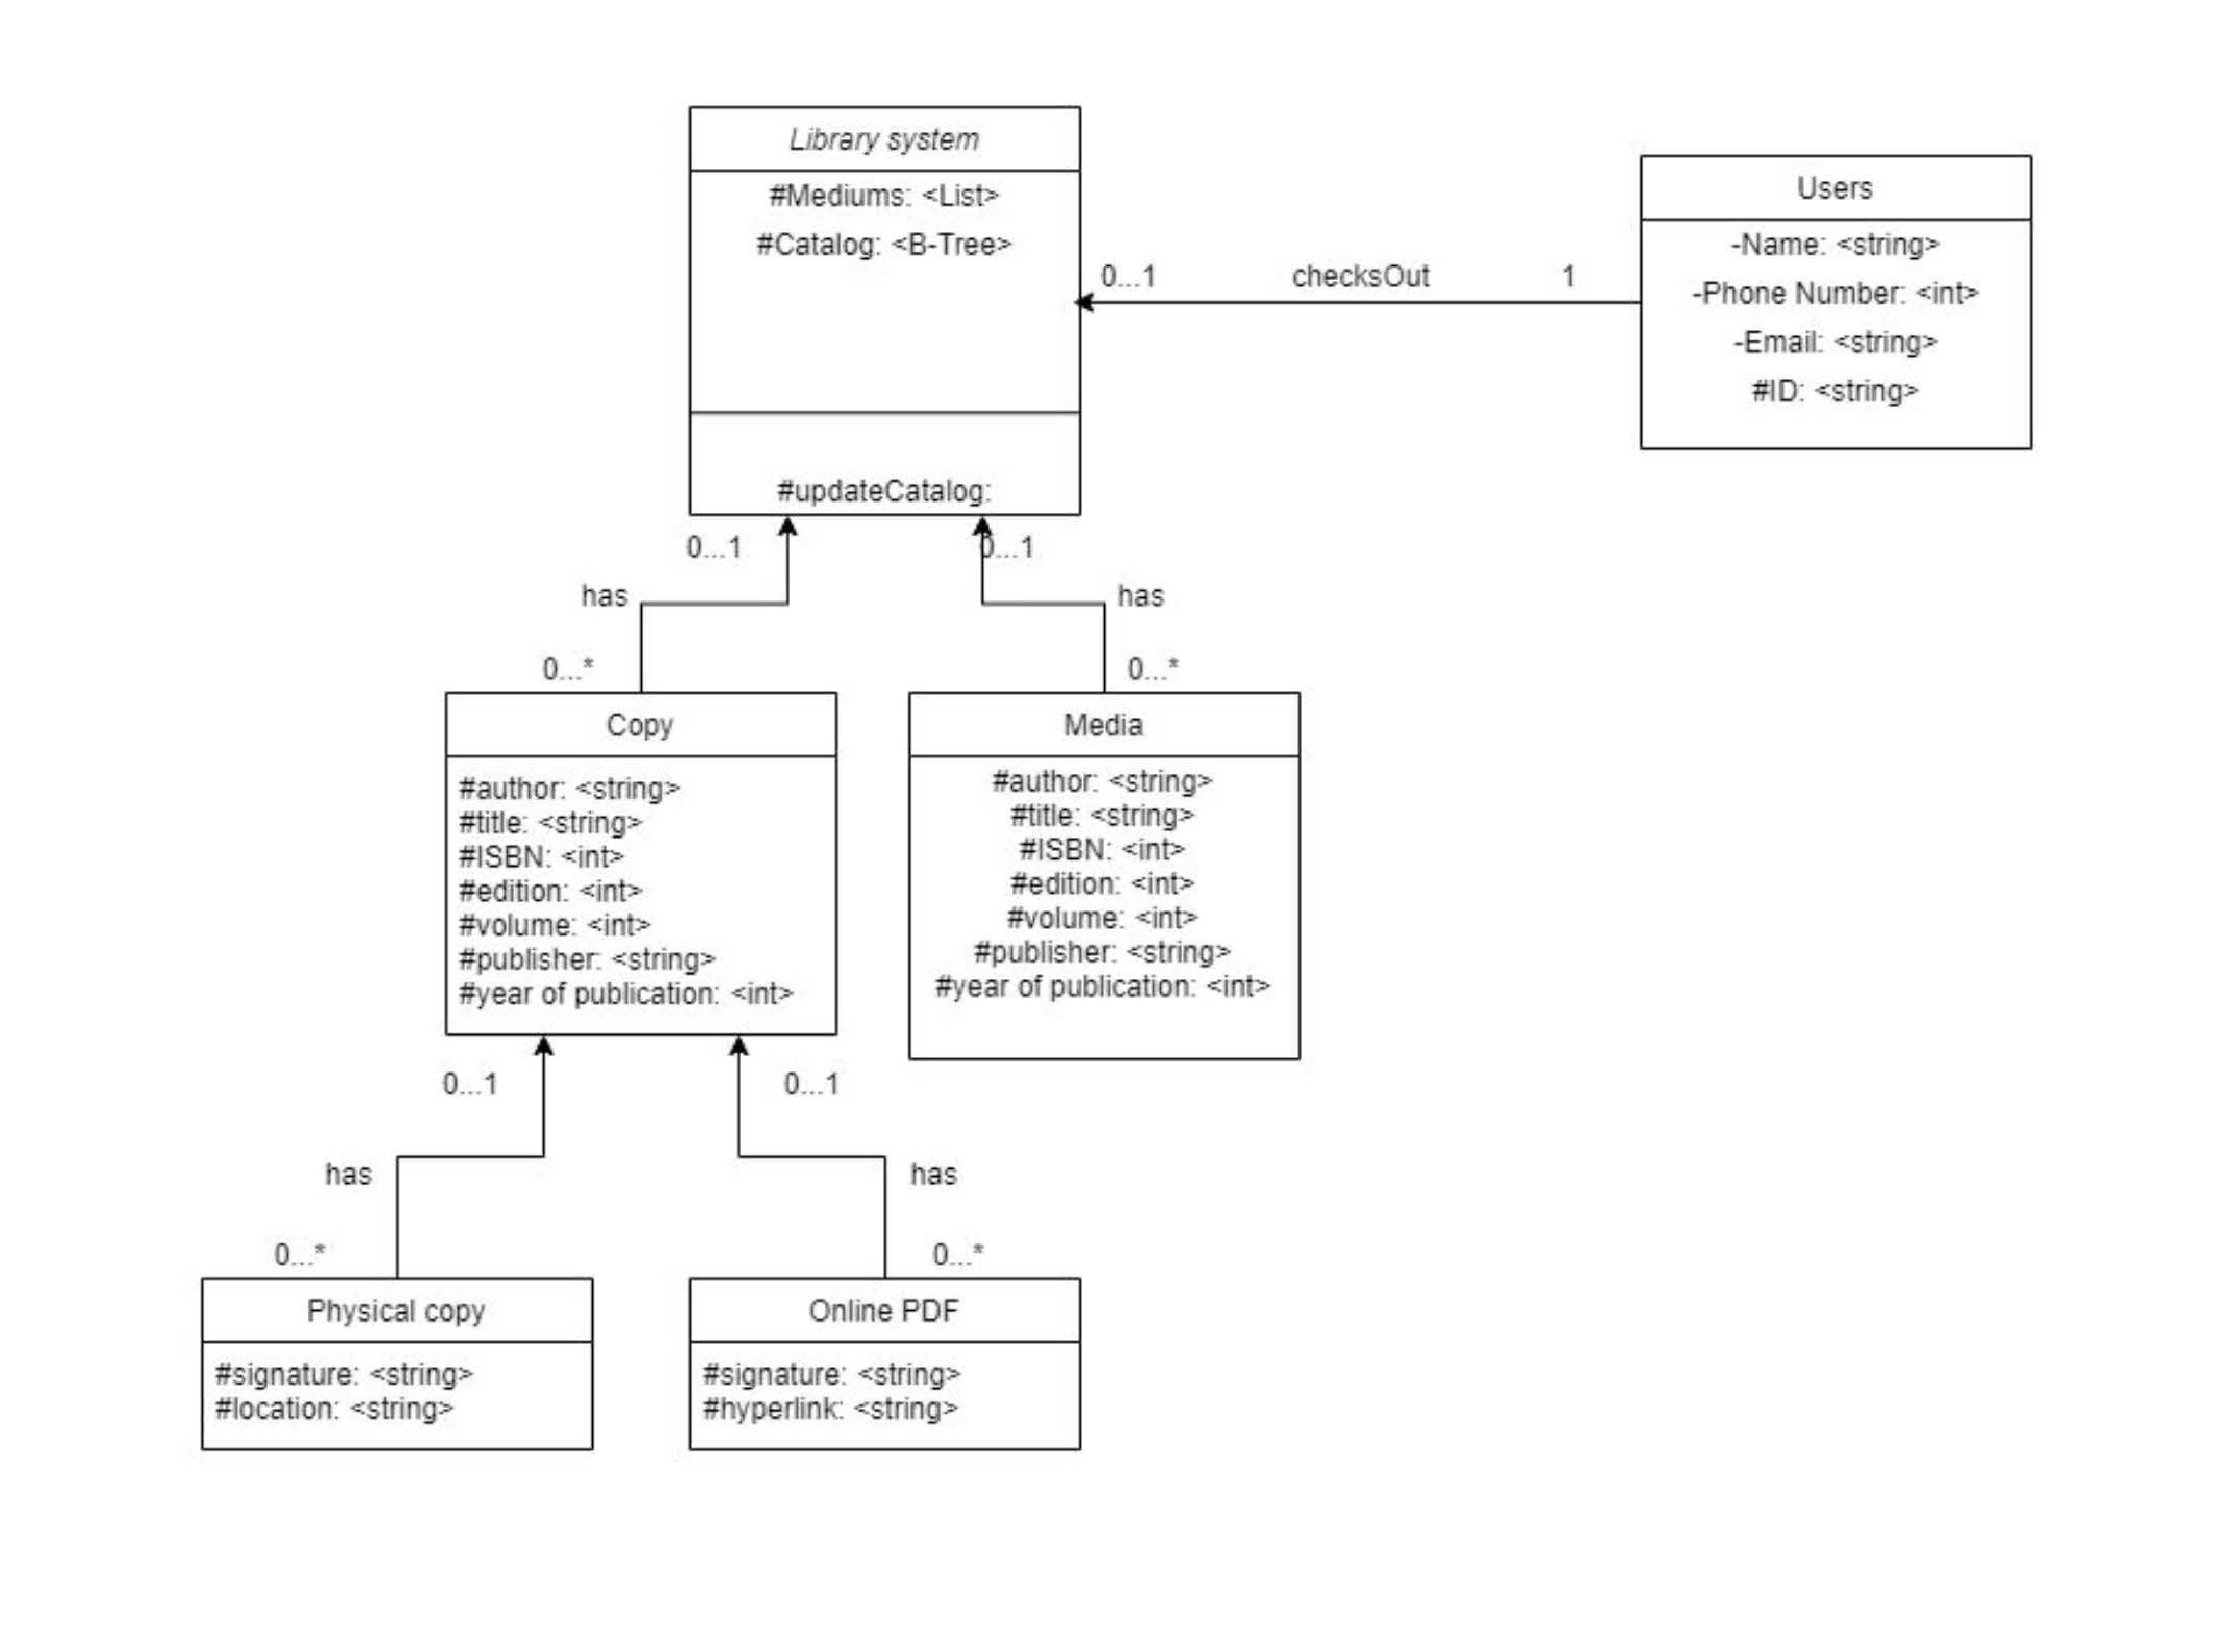 Library system
#Mediums: <List>
#Catalog: <B-Tree>
#updateCatalog:
Users
-Name: <string>
-Phone Number: <int>
-Email: <string>
#ID: <string>
0...1 checksOut 1
0...1
0...1
has
has
0...*
0...*
Copy
#author: <string>
#title: <string>
#ISBN: <int>
#edition: <int>
#volume: <int>
#publisher: <string>
#year of publication: <int>
Media
#author: <string>
#title: <string>
#ISBN: <int>
#edition: <int>
#volume: <int>
#publisher: <string>
#year of publication: <int>
0...1
0...1
has
has
0...*
0...*
Physical copy
#signature: <string>
#location: <string>
Online PDF
#signature: <string>
#hyperlink: <string>